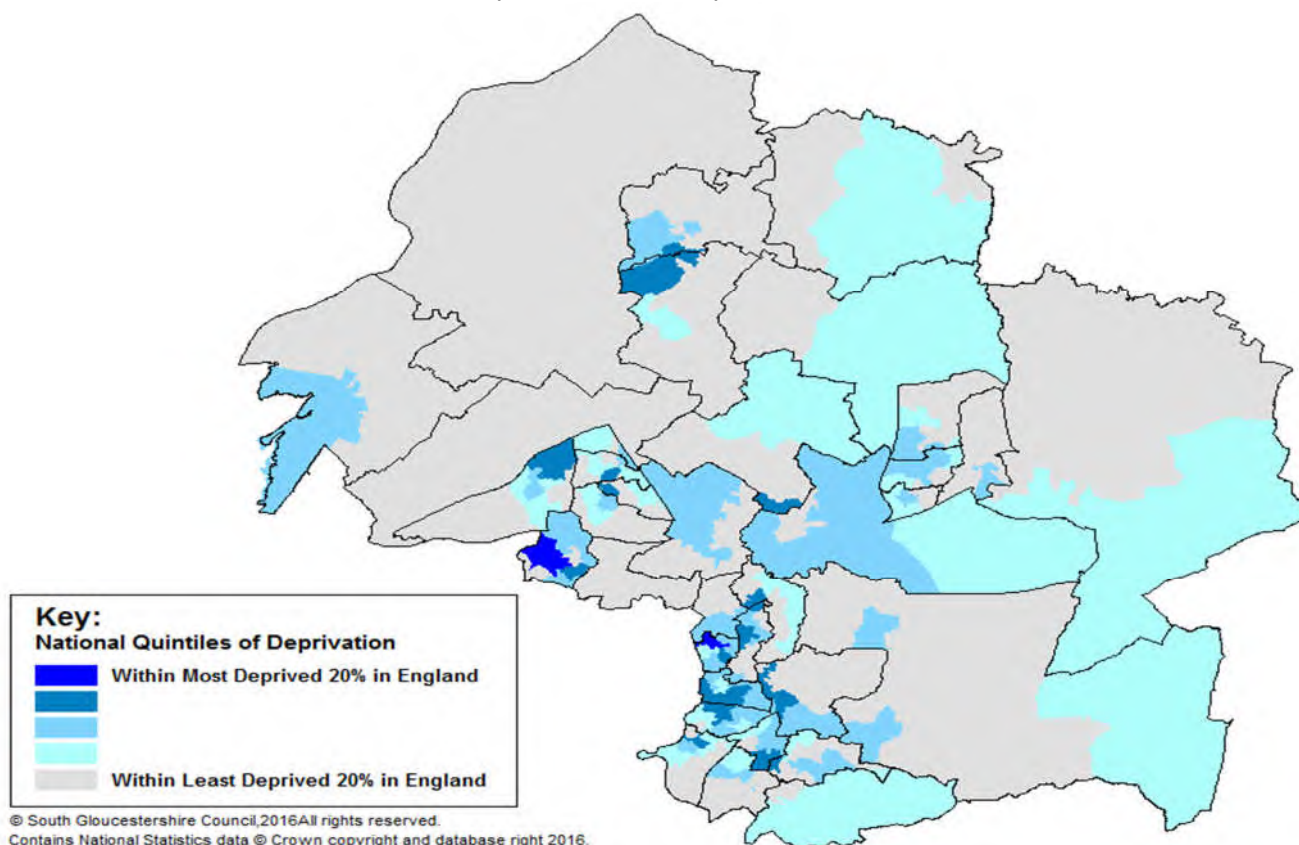 Key:
National Quintiles of Deprivation
Within Most Deprived 20% in England
Within Least Deprived 20% in England
© South Gloucestershire Council,2016All rights reserved.
Contains National Statistics data © Crown copyright and database right 2016.